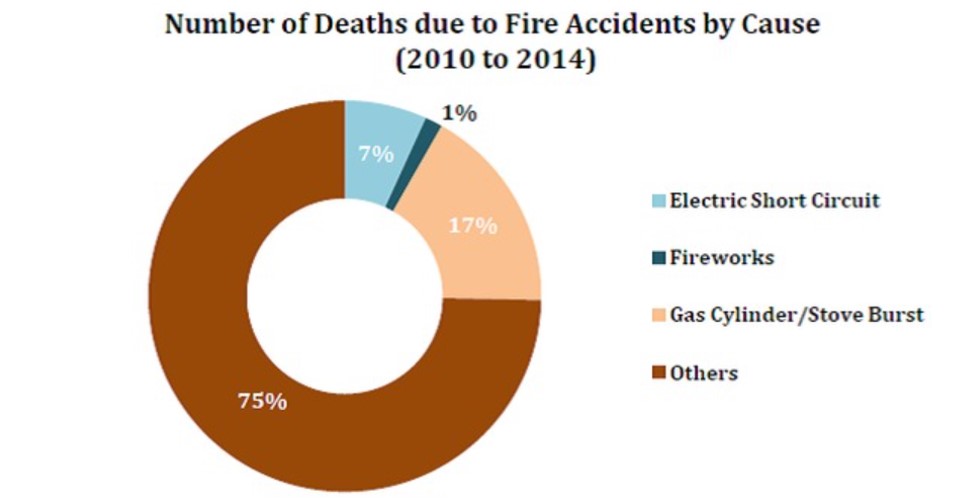 Number of Deaths due to Fire Accidents by Cause
(2010 to 2014)
1%
7%
17%
75%
Electric Short Circuit
Fireworks
Gas Cylinder/Stove Burst
Others